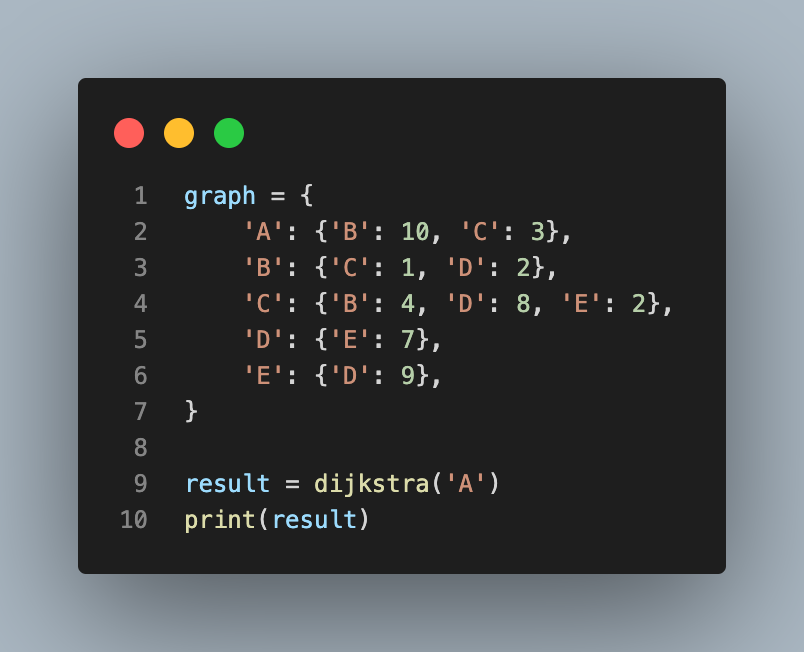 1 graph = {
2     'A': {'B': 10, 'C': 3},
3     'B': {'C': 1, 'D': 2},
4     'C': {'B': 4, 'D': 8, 'E': 2},
5     'D': {'E': 7},
6     'E': {'D': 9},
7 }
8
9 result = dijkstra('A')
10 print(result)